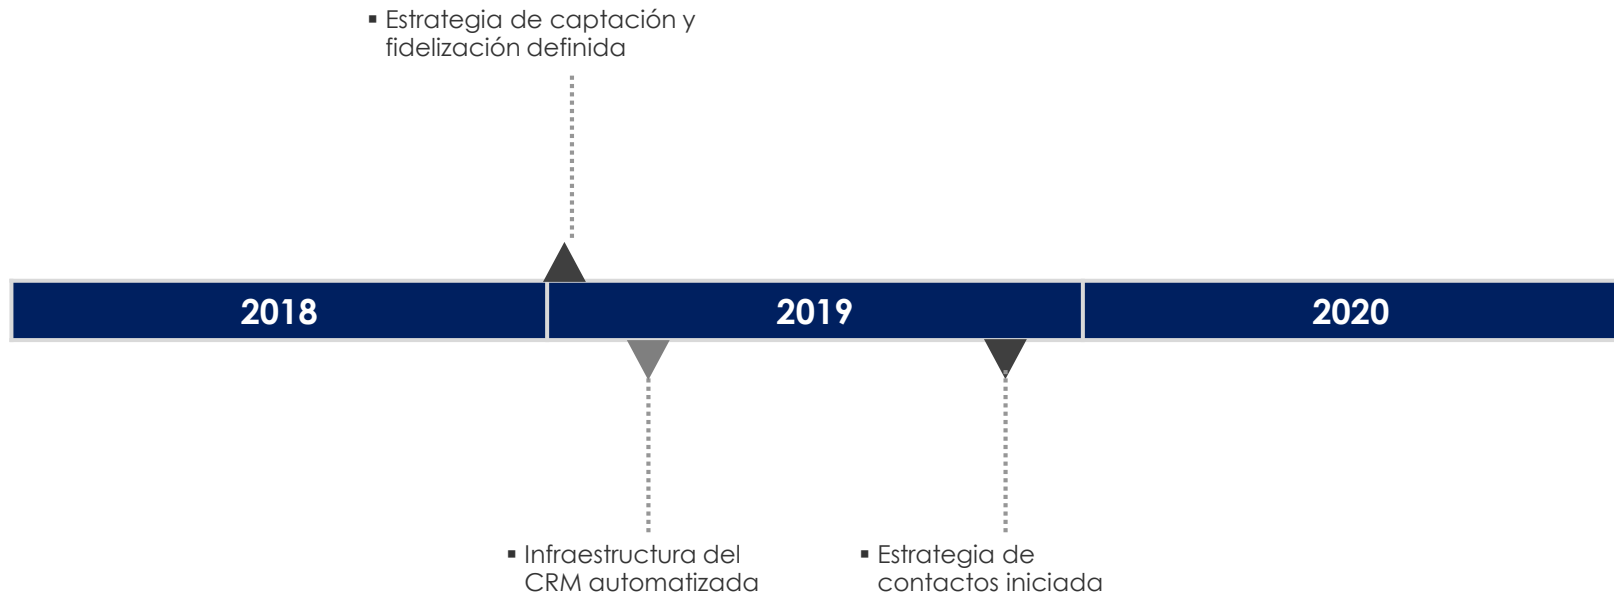 ▪ Estrategia de captación y
fidelización definida
2018
2019
2020
▪ Infraestructura del
CRM automatizada
▪ Estrategia de
contactos iniciada